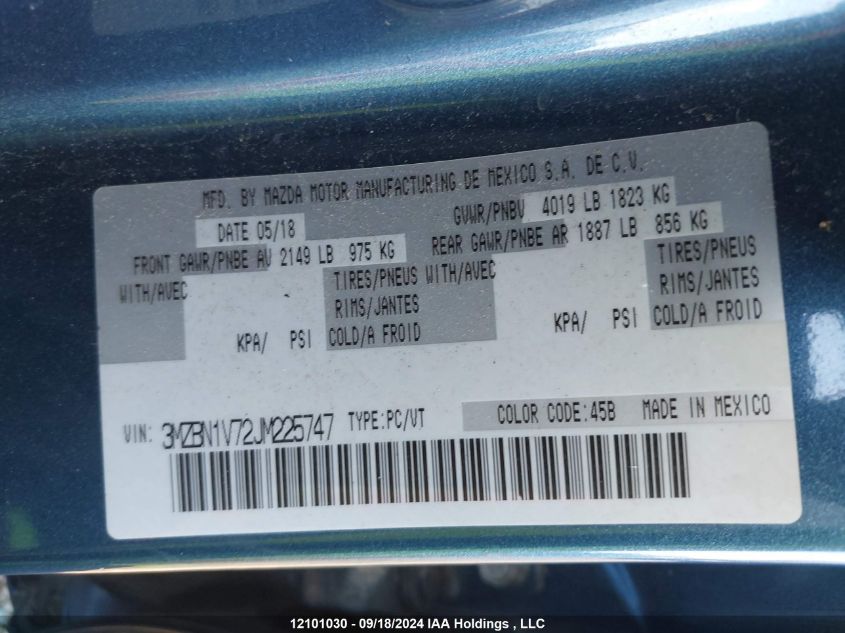 MFD. BY MAZDA MOTOR MANUFACTURING DE MEXICO S.A. DE C.V.
DATE 05/18 GVWR/PNBV 4019 LB 1823 KG
FRONT GAWR/PNBE AV 2149 LB 975 KG REAR GAWR/PNBE AR 1887 LB 856 KG
WITH/AVEC TIRES/PNEUS WITH/AVEC TIRES/PNEUS
RIMS/JANTES RIMS/JANTES
KPA/ PSI COLD/A FROID KPA/ PSI COLD/A FROID
VIN: 3MZBN1V72JM225747 TYPE:PC/VT COLOR CODE:45B MADE IN MEXICO
12101030 - 09/18/2024 IAA Holdings , LLC